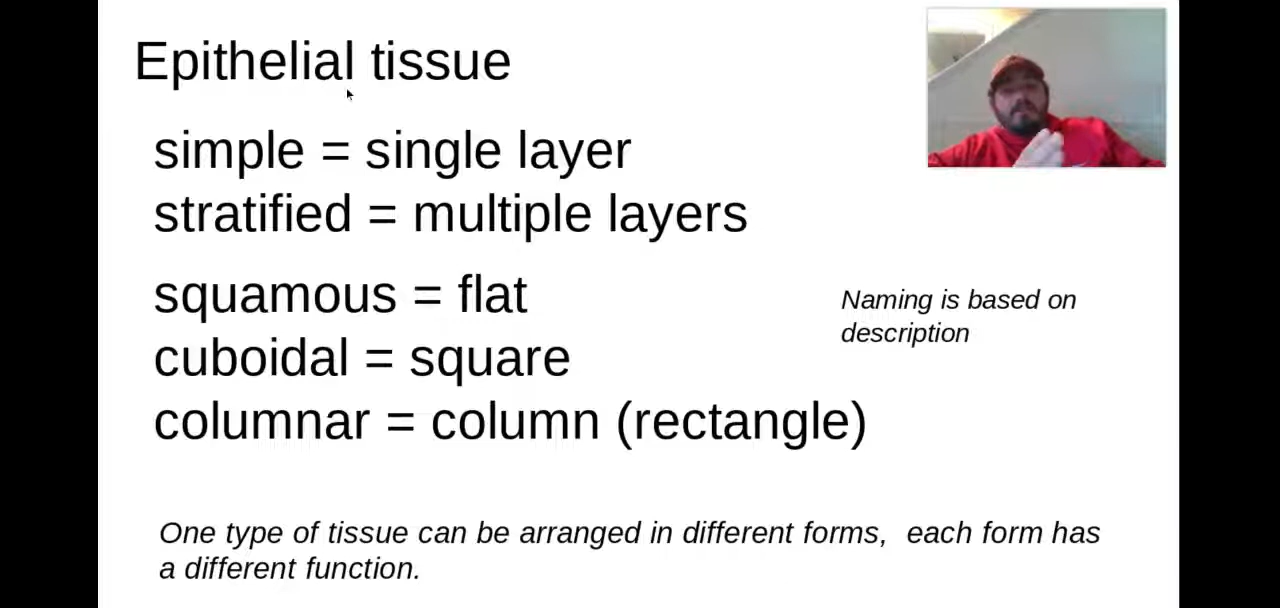 Epithelial tissue
simple = single layer
stratified = multiple layers
squamous = flat
cuboidal = square
columnar = column (rectangle)
Naming is based on
description
One type of tissue can be arranged in different forms,  each form has
a different function.